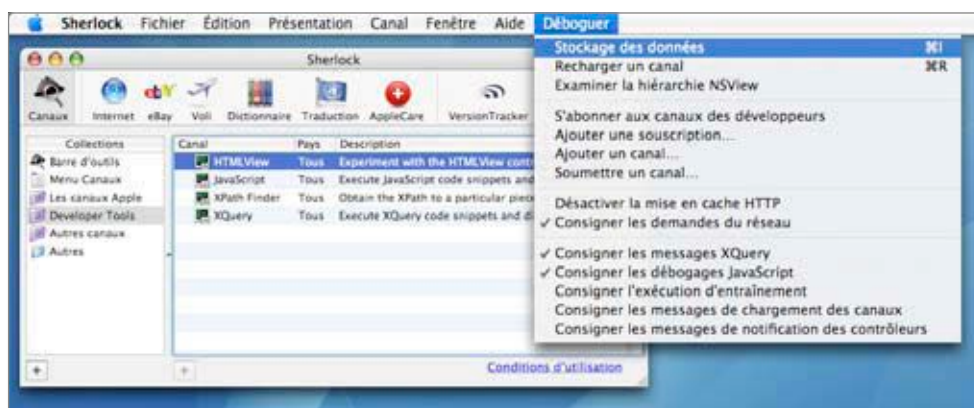 Sherlock Fichier Édition Présentation Canal Fenêtre Aide Déboguer
Sherlock
Canaux Internet eBay Voli Dictionnaire Traduction AppleCare VersionTracker
Collections
Barre d'outils
Menu Canaux
Les canaux Apple
Developer Tools
Autres canaux
Autres
Canal Pays Description
HTMLView Tous Experiment with the HTMLView
JavaScript Tous Execute JavaScript code snippets and
XPath Finder Tous Obtain the XPath to a particular piece
XQuery Tous Execute XQuery code snippets and
Conditions d'utilisation
Stockage des données ⌘I
Recharger un canal ⌘R
Examiner la hiérarchie NSView
S'abonner aux canaux des développeurs
Ajouter une souscription...
Ajouter un canal...
Soumettre un canal...
Désactiver la mise en cache HTTP
✓ Consigner les demandes du réseau
✓ Consigner les messages XQuery
✓ Consigner les débogages JavaScript
Consigner l'exécution d'entraînement
Consigner les messages de chargement des canaux
Consigner les messages de notification des contrôleurs